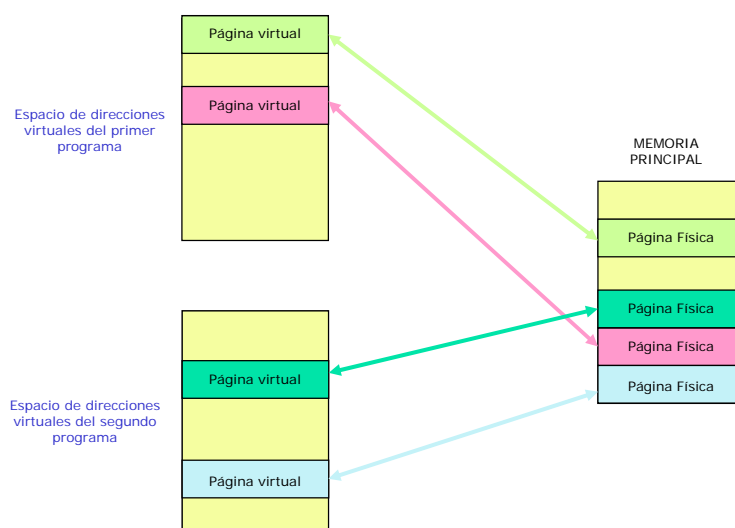 Página virtual
Página virtual
Espacio de direcciones
virtuales del primer
programa
MEMORIA
PRINCIPAL
Página Física
Página Física
Página Física
Página Física
Página virtual
Espacio de direcciones
virtuales del segundo
programa
Página virtual